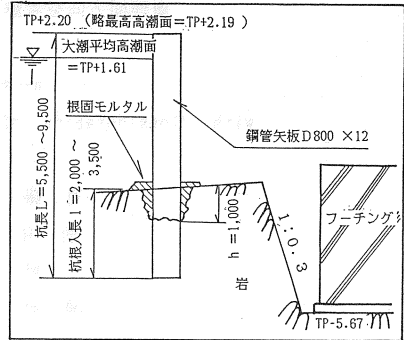 TP+2.20 (略最高高潮面=TP+2.19 )
大潮平均高潮面
=TP+1.61
根固モルタル
鋼管矢板D800 ×12
杭長L=5,500 ~9,500
杭根入長l=2,000 ~
3,500
h=1,000
1:0.3
フーチング
岩
TP-5.67